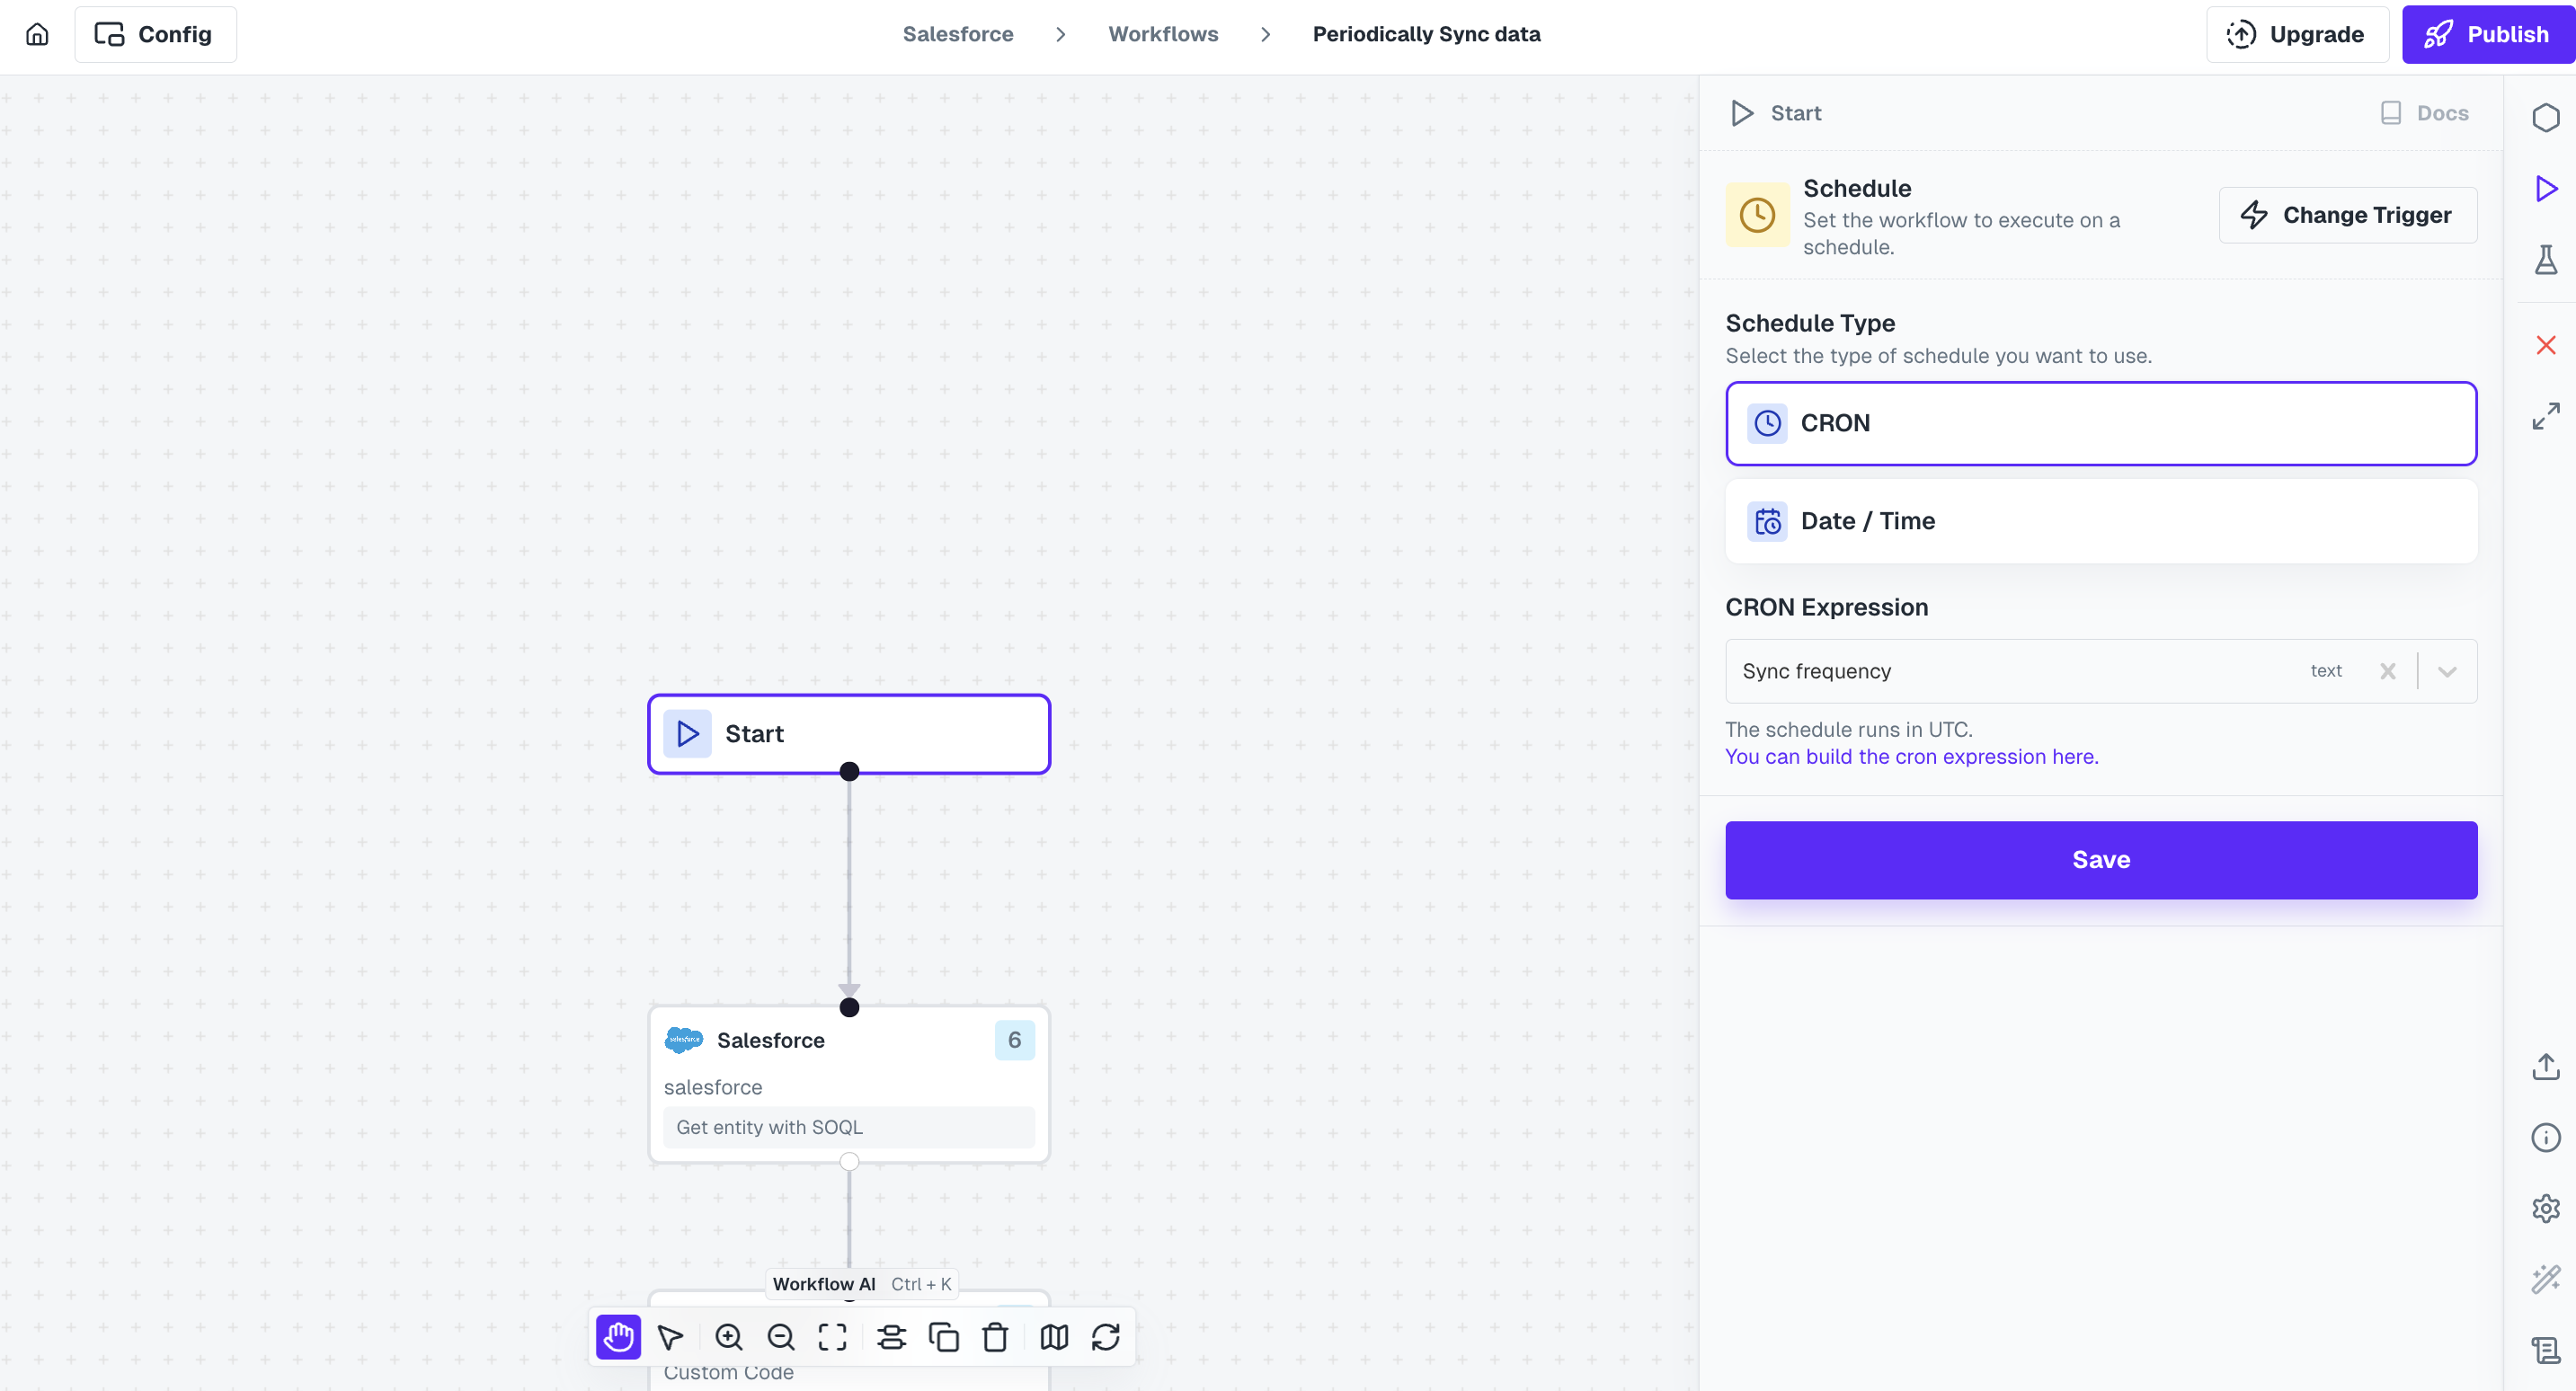 Config
Salesforce > Workflows > Periodically Sync data
Upgrade
Publish
Start
Docs
Schedule
Set the workflow to execute on a
schedule.
Change Trigger
Schedule Type
Select the type of schedule you want to use.
CRON
Date / Time
CRON Expression
Sync frequency
text
The schedule runs in UTC.
You can build the cron expression here.
Save
Start
salesforce
Salesforce
6
salesforce
Get entity with SOQL
Workflow AI Ctrl + K
Custom Code